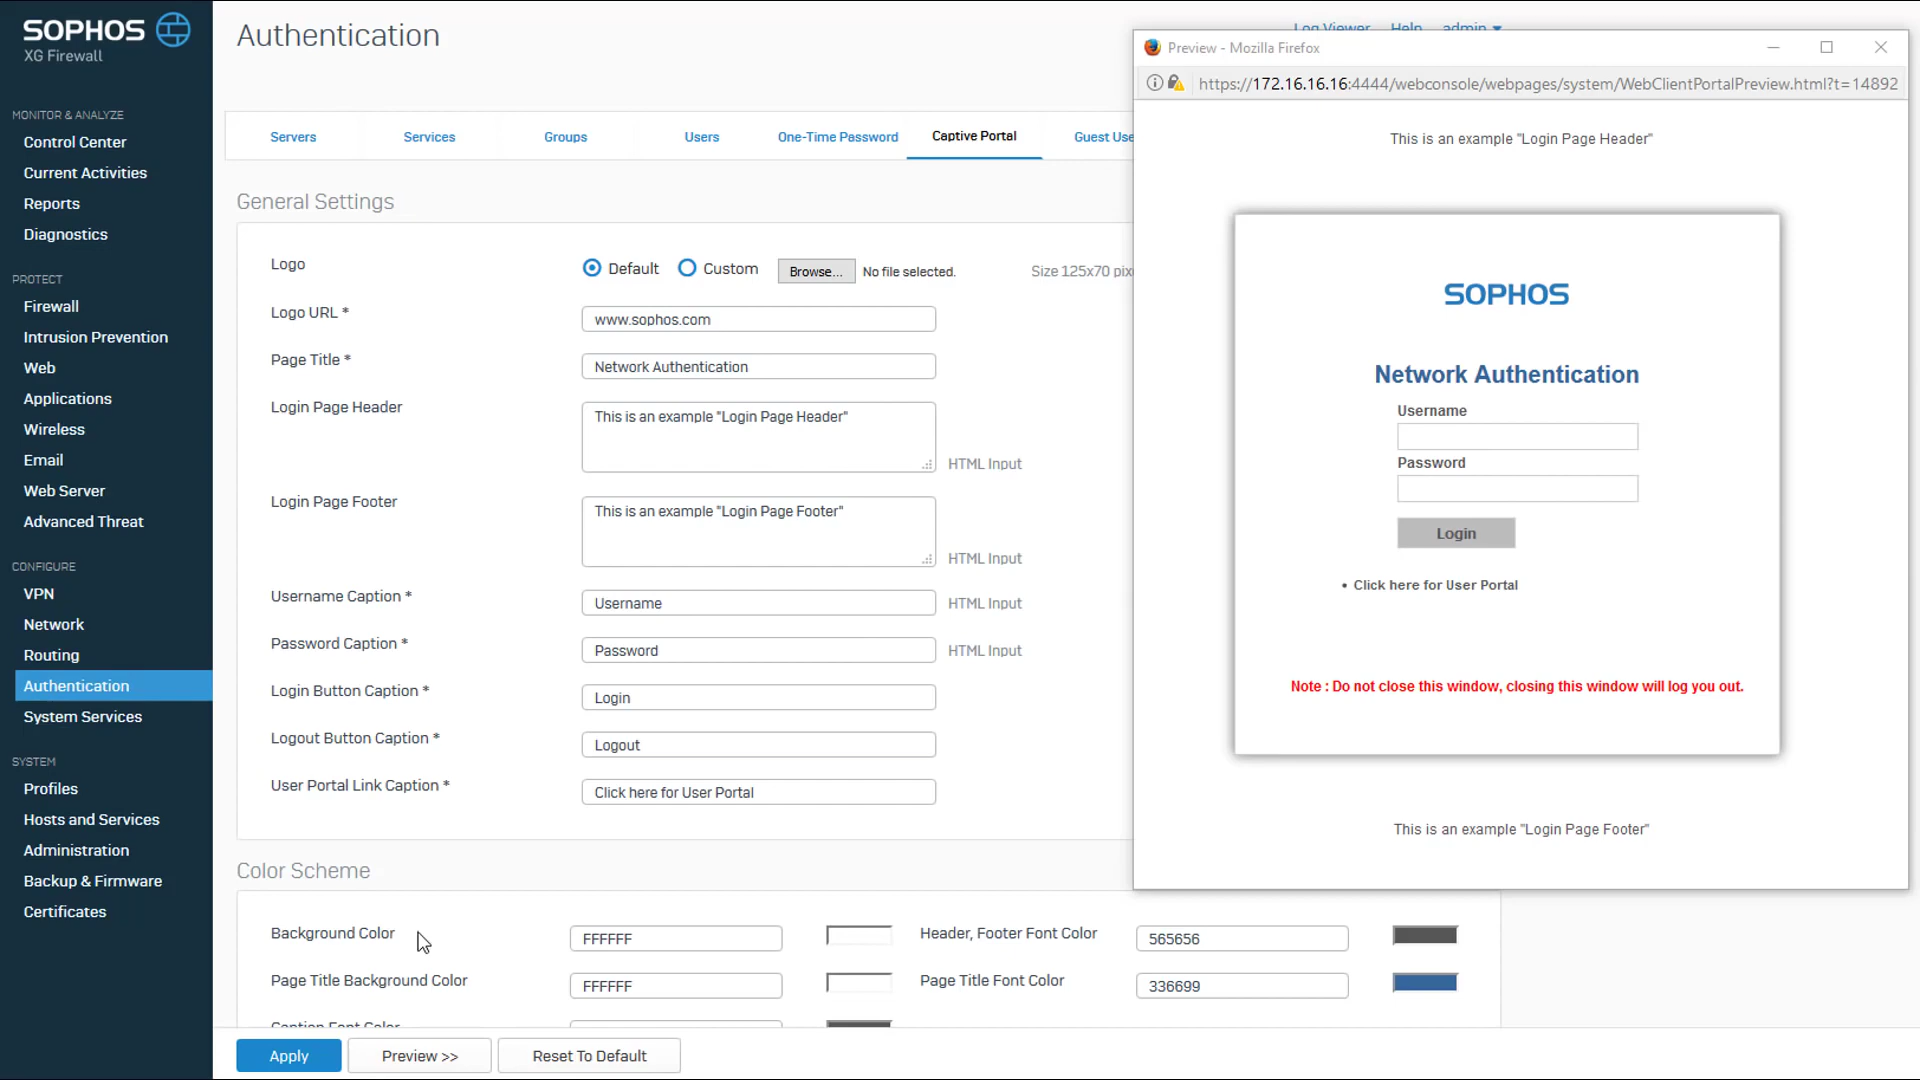 SOPHOS
XG Firewall
MONITOR & ANALYZE
Control Center
Current Activities
Reports
Diagnostics
PROTECT
Firewall
Intrusion Prevention
Web
Applications
Wireless
Email
Web Server
Advanced Threat
CONFIGURE
VPN
Network
Routing
Authentication
System Services
SYSTEM
Profiles
Hosts and Services
Administration
Backup & Firmware
Certificates
Authentication
Log Viewer Help admin
Servers Services Groups Users One-Time Password Captive Portal Guest Use
General Settings
Logo Default Custom Browse... No file selected. Size 125x70 pix
Logo URL * www.sophos.com
Page Title * Network Authentication
Login Page Header This is an example "Login Page Header" HTML Input
Login Page Footer This is an example "Login Page Footer" HTML Input
Username Caption * Username HTML Input
Password Caption * Password HTML Input
Login Button Caption * Login
Logout Button Caption * Logout
User Portal Link Caption * Click here for User Portal
Color Scheme
Background Color FFFFFF Header, Footer Font Color 565656
Page Title Background Color FFFFFF Page Title Font Color 336699
Caption Font Color
Apply Preview >> Reset To Default
Preview - Mozilla Firefox
https://172.16.16.16:4444/webconsole/webpages/system/WebClientPortalPreview.html?t=14892
This is an example "Login Page Header"
SOPHOS
Network Authentication
Username
Password
Login
• Click here for User Portal
Note : Do not close this window, closing this window will log you out.
This is an example "Login Page Footer"